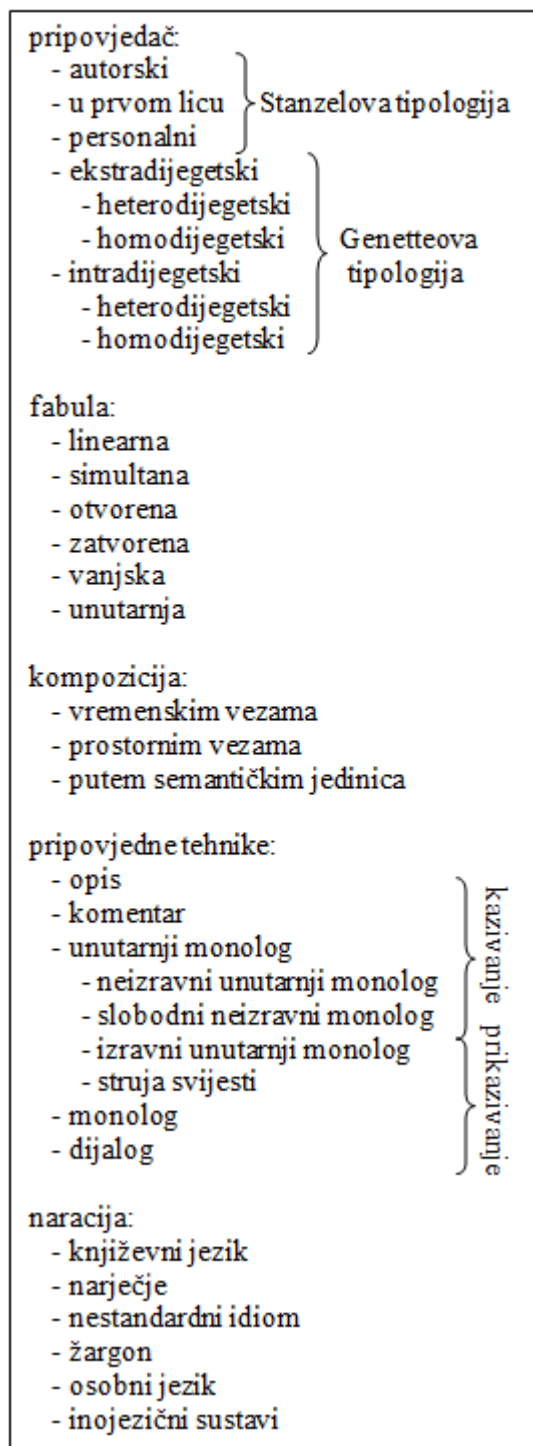 pripovjedač:
- autorski
- u prvom licu
- personalni
Stanzelova tipologija
- ekstradijegetski
- heterodijegetski
- homodijegetski
- intradijegetski
- heterodijegetski
- homodijegetski
Genetteova
tipologija
fabula:
- linearna
- simultana
- otvorena
- zatvorena
- vanjska
- unutarnja
kompozicija:
- vremenskim vezama
- prostornim vezama
- putem semantičkim jedinica
pripovjedne tehnike:
- opis
- komentar
- unutarnji monolog
- neizravni unutarnji monolog
- slobodni neizravni monolog
- izravni unutarnji monolog
- struja svijesti
- monolog
- dijalog
kazivanje
prikazivanje
naracija:
- književni jezik
- narječje
- nestandardni idiom
- žargon
- osobni jezik
- inojezični sustavi